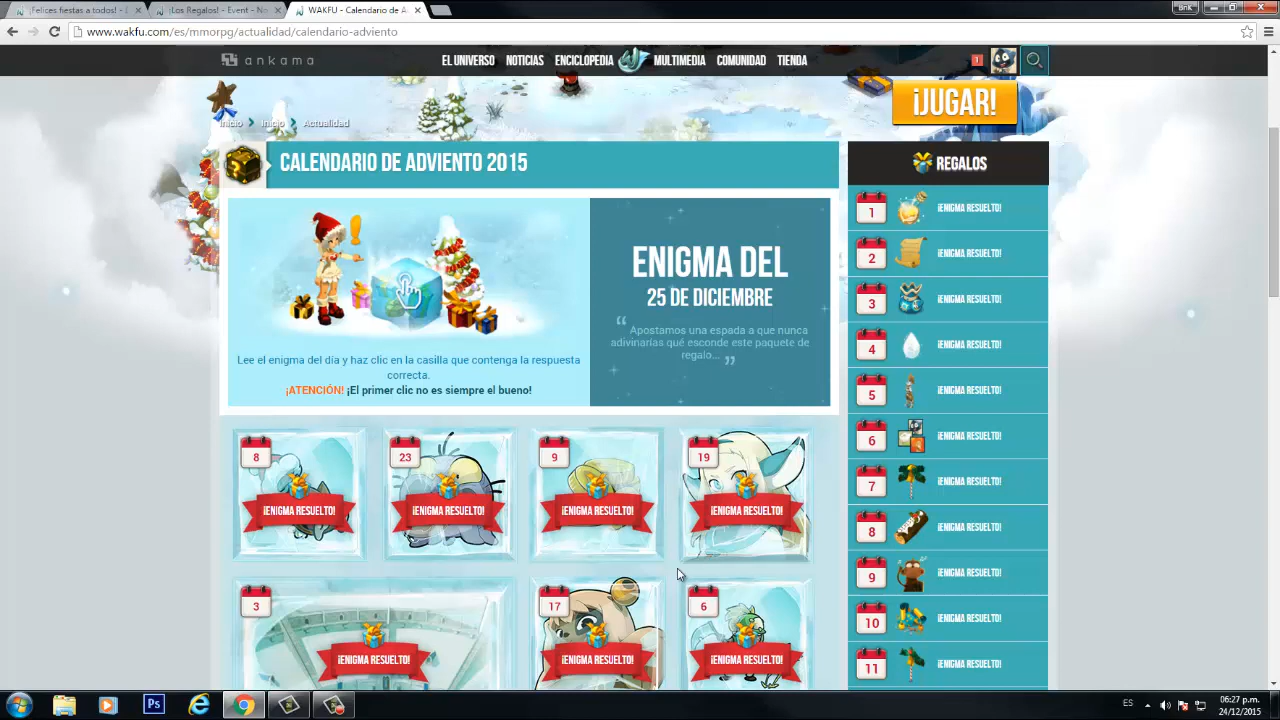 Felices fiestas a todos! -
¡Los Regalos! - Event - No
WAKFU - Calendario de A
BriK
www.wakfu.com/es/mmorpg/actualidad/calendario-adviento
ankama
EL UNIVERSO
NOTICIAS
ENCICLOPEDIA
MULTIMEDIA
COMUNIDAD
TIENDA
1
¡JUGAR!
Inicio
Inicio
Actualidad
CALENDARIO DE ADVIENTO 2015
Lee el enigma del día y haz clic en la casilla que contenga la respuesta
correcta.
¡ATENCIÓN! ¡El primer clic no es siempre el bueno!
ENIGMA DEL
25 DE DICIEMBRE
“ Apostamos una espada a que nunca
adivinarías qué esconde este paquete de
regalo... ”
8
¡ENIGMA RESUELTO!
23
¡ENIGMA RESUELTO!
9
¡ENIGMA RESUELTO!
19
¡ENIGMA RESUELTO!
3
¡ENIGMA RESUELTO!
17
¡ENIGMA RESUELTO!
6
¡ENIGMA RESUELTO!
REGALOS
1
¡ENIGMA RESUELTO!
2
¡ENIGMA RESUELTO!
3
¡ENIGMA RESUELTO!
4
¡ENIGMA RESUELTO!
5
¡ENIGMA RESUELTO!
6
¡ENIGMA RESUELTO!
7
¡ENIGMA RESUELTO!
8
¡ENIGMA RESUELTO!
9
¡ENIGMA RESUELTO!
10
¡ENIGMA RESUELTO!
11
¡ENIGMA RESUELTO!
Ps
ES
06:27 p.m.
24/12/2015